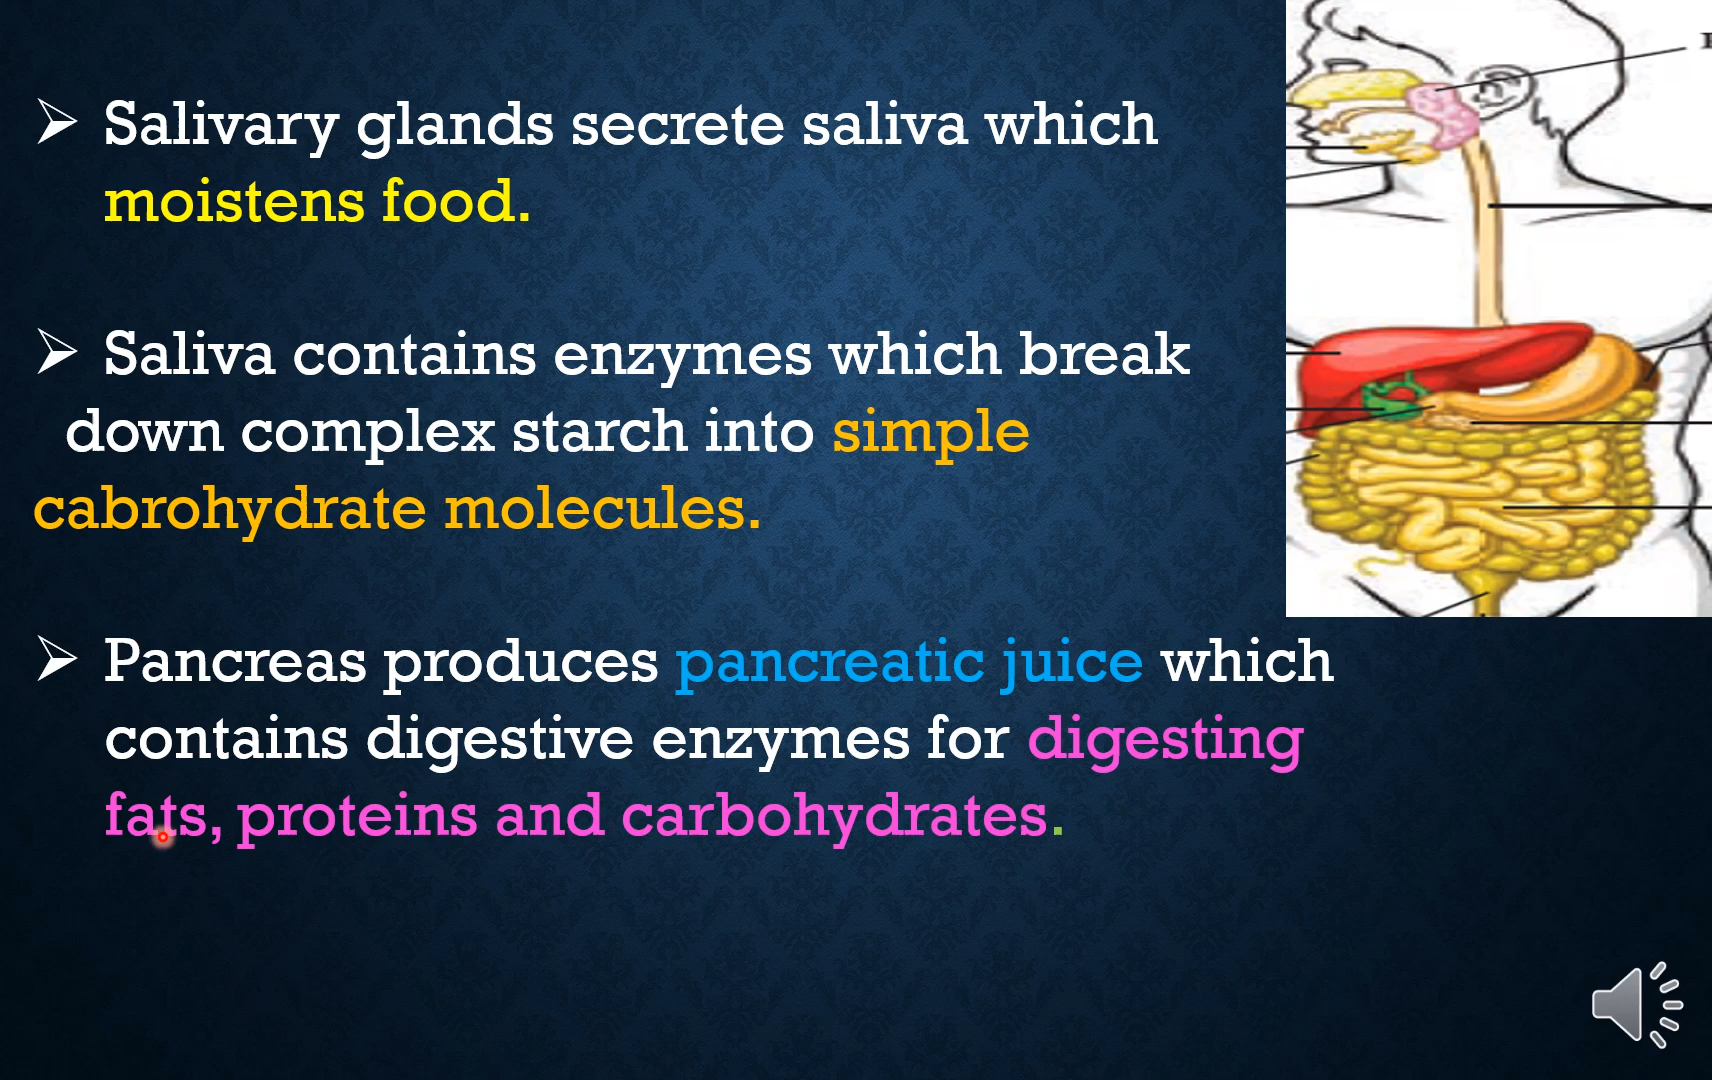 Salivary glands secrete saliva which
moistens food.
Saliva contains enzymes which break
down complex starch into simple
cabrohydrate molecules.
Pancreas produces pancreatic juice which
contains digestive enzymes for digesting
fats, proteins and carbohydrates.